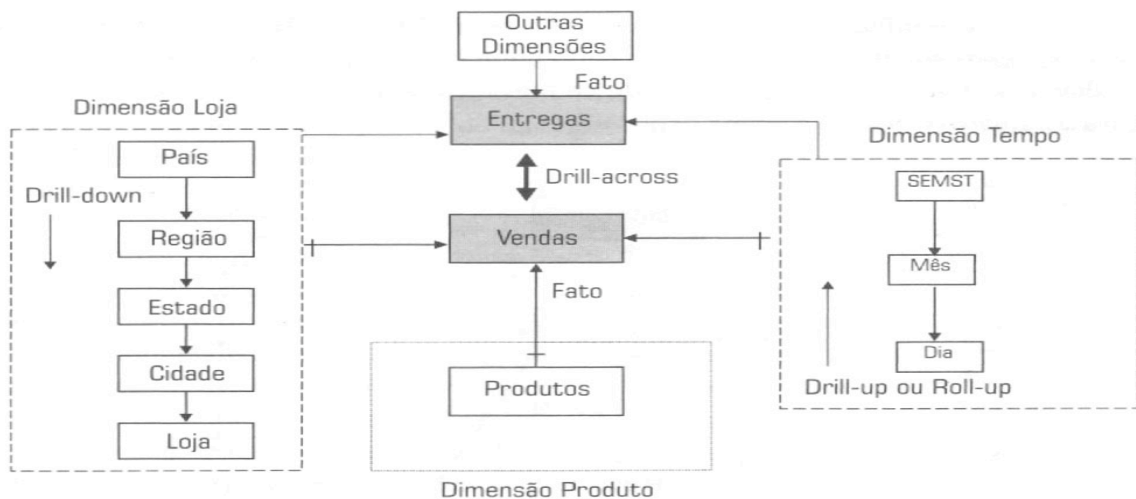 Outras
Dimensões
Fato
Entregas
Drill-across
Vendas
Fato
Dimensão Loja
País
Drill-down
Região
Estado
Cidade
Loja
Produtos
Dimensão Produto
Dimensão Tempo
SEMST
Mês
Dia
Drill-up ou Roll-up